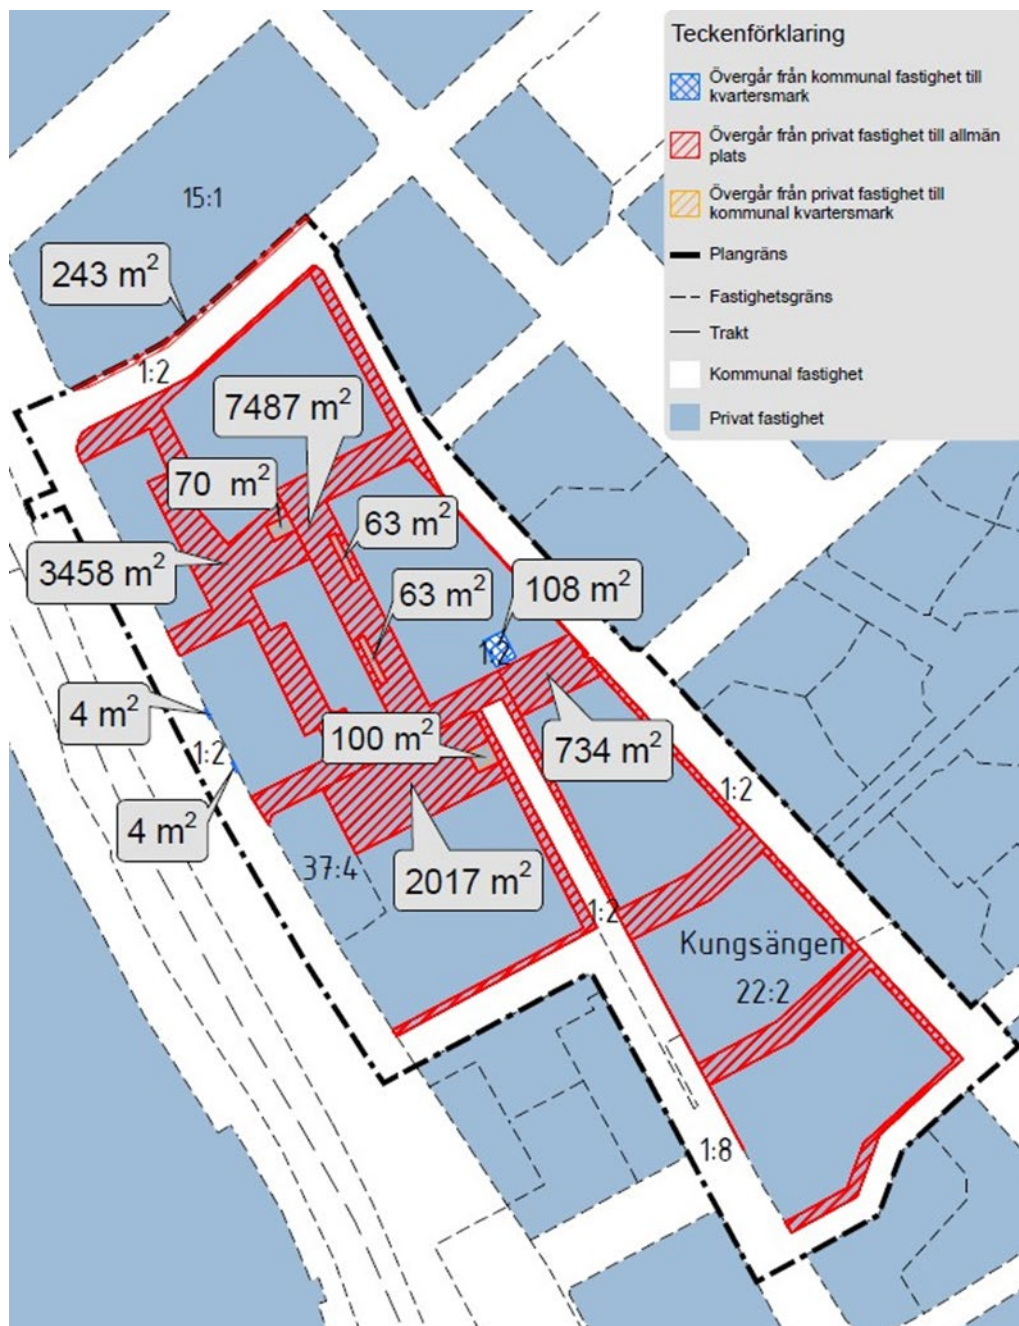 Teckenförklaring
Övergår från kommunal fastighet till
kvartersmark
Övergår från privat fastighet till allmän
plats
Övergår från privat fastighet till
kommunal kvartersmark
Plangräns
Fastighetsgräns
Trakt
Kommunal fastighet
Privat fastighet
15:1
243 m²
1:2
7487 m²
70 m²
63 m²
3458 m²
63 m²
108 m²
1:2
4 m²
1:2
100 m²
734 m²
1:2
4 m²
37:4
2017 m²
1:2
Kungsängen
22:2
1:8